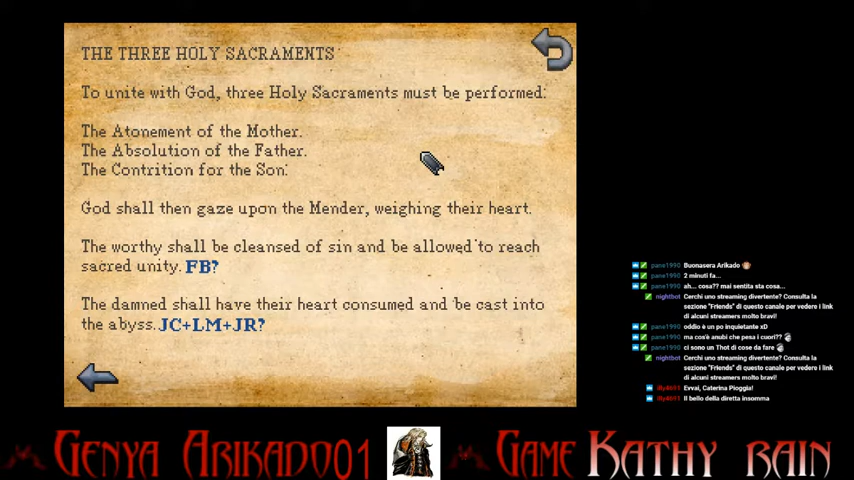 THE THREE HOLY SACRAMENTS
To unite with God, three Holy Sacraments must be performed:
The Atonement of the Mother.
The Absolution of the Father.
The Contrition for the Son.
God shall then gaze upon the Mender, weighing their heart.
The worthy shall be cleansed of sin and be allowed to reach
sacred unity. FB?
The damned shall have their heart consumed and be cast into
the abyss. JC+LM+JR?
pane1990 Buonasera Arikado
pane1990 2 minuti fa...
pane1990 ah... cosa?? mai sentita sta cosa...
nightbot Cerchi uno streaming divertente? Consulta la
sezione "Friends" di questo canale per vedere i link
di alcuni streamers molto bravi!
pane1990 oddio è un po inquietante xD
pane1990 ma cos'è anubi che pesa i cuori??
pane1990 ci sono un Thot di cose da fare
nightbot Cerchi uno streaming divertente? Consulta la
sezione "Friends" di questo canale per vedere i link
di alcuni streamers molto bravi!
illy4691 Evvai, Caterina Pioggia!
illy4691 Il bello della diretta insomma
GENYA ARIKADO01 GAME KATHY RAIN